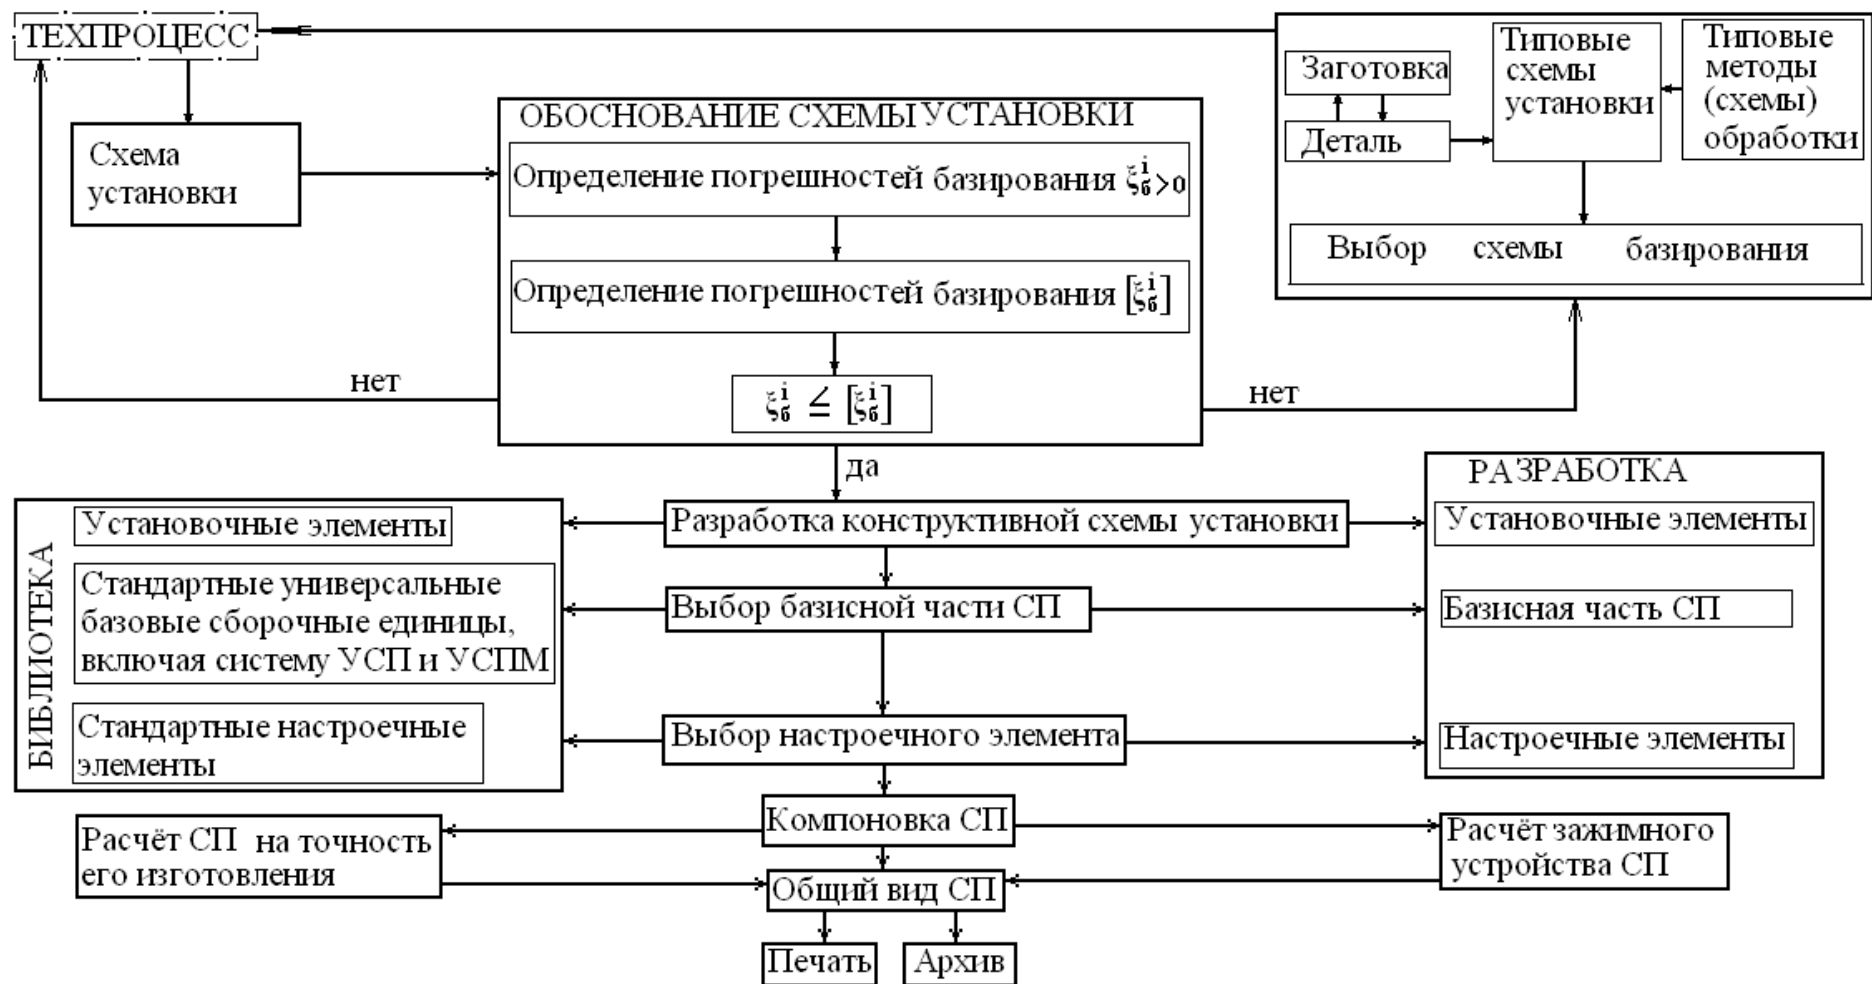 ТЕХПРОЦЕСС
Схема
установки
ОБОСНОВАНИЕ СХЕМЫ УСТАНОВКИ
Определение погрешностей базирования ξ^i_б>0
Определение погрешностей базирования [ξ^i_б]
ξ^i_б ≤ [ξ^i_б]
нет
нет
да
Заготовка
Деталь
Типовые
схемы
установки
Типовые
методы
(схемы)
обработки
Выбор схемы базирования
БИБЛИОТЕКА
Установочные элементы
Стандартные универсальные
базовые сборочные единицы,
включая систему УСП и УСПМ
Стандартные настроечные
элементы
Разработка конструктивной схемы установки
Выбор базисной части СП
Выбор настроечного элемента
РАЗРАБОТКА
Установочные элементы
Базисная часть СП
Настроечные элементы
Компоновка СП
Расчёт СП на точность
его изготовления
Расчёт зажимного
устройства СП
Общий вид СП
Печать
Архив